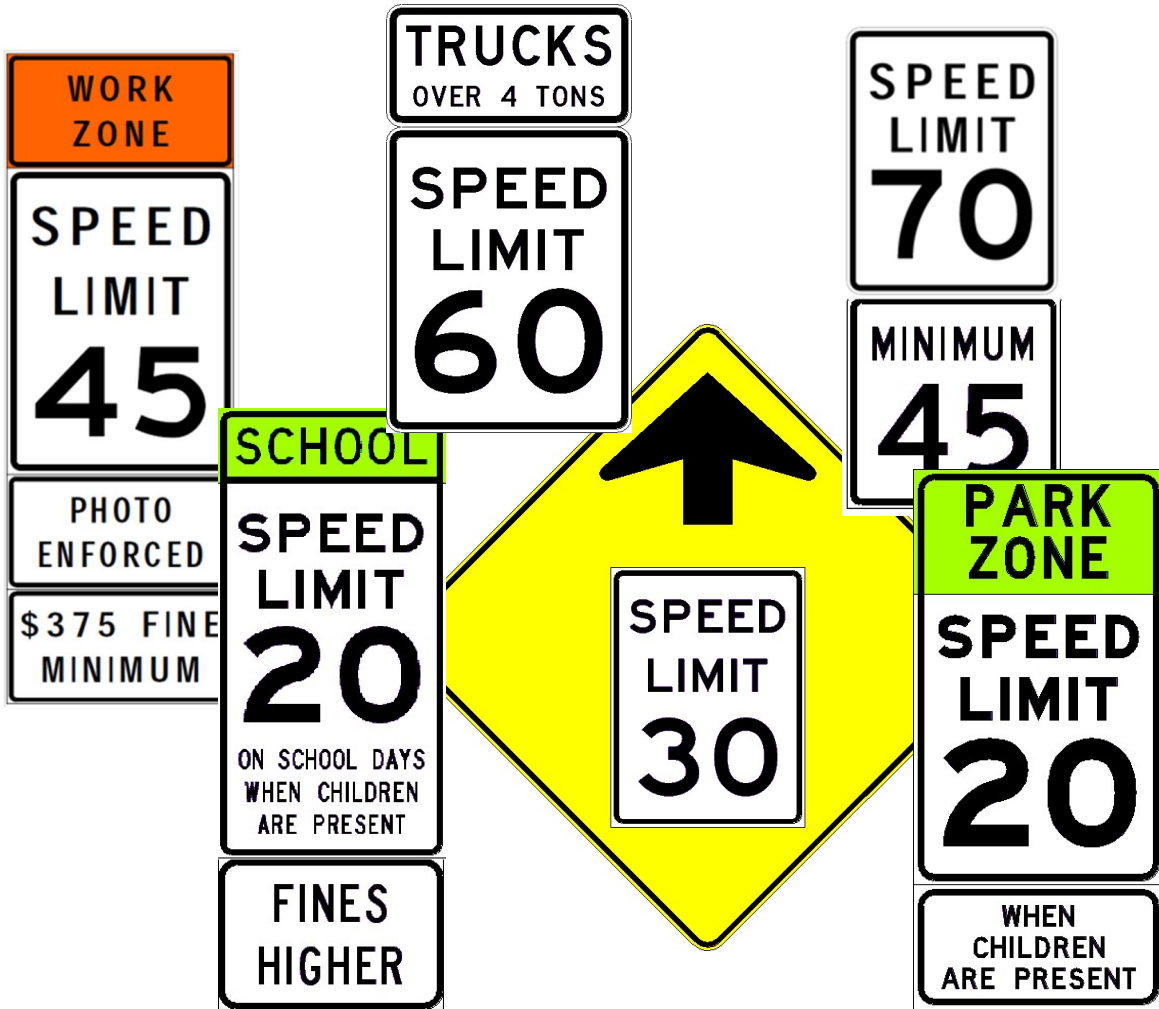 WORK
ZONE
SPEED
LIMIT
45
PHOTO
ENFORCED
$375 FINE
MINIMUM
TRUCKS
OVER 4 TONS
SPEED
LIMIT
60
SPEED
LIMIT
70
MINIMUM
45
SCHOOL
SPEED
LIMIT
20
ON SCHOOL DAYS
WHEN CHILDREN
ARE PRESENT
FINES
HIGHER
SPEED
LIMIT
30
PARK
ZONE
SPEED
LIMIT
20
WHEN
CHILDREN
ARE PRESENT